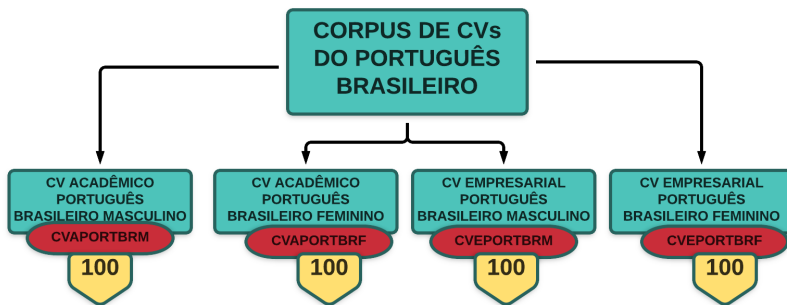 CORPUS DE CVs
DO PORTUGUÊS
BRASILEIRO
CV ACADÊMICO
PORTUGUÊS
BRASILEIRO MASCULINO
CVAPORTBRM
100
CV ACADÊMICO
PORTUGUÊS
BRASILEIRO FEMININO
CVAPORTBRF
100
CV EMPRESARIAL
PORTUGUÊS
BRASILEIRO MASCULINO
CVEPORTBRM
100
CV EMPRESARIAL
PORTUGUÊS
BRASILEIRO FEMININO
CVEPORTBRF
100